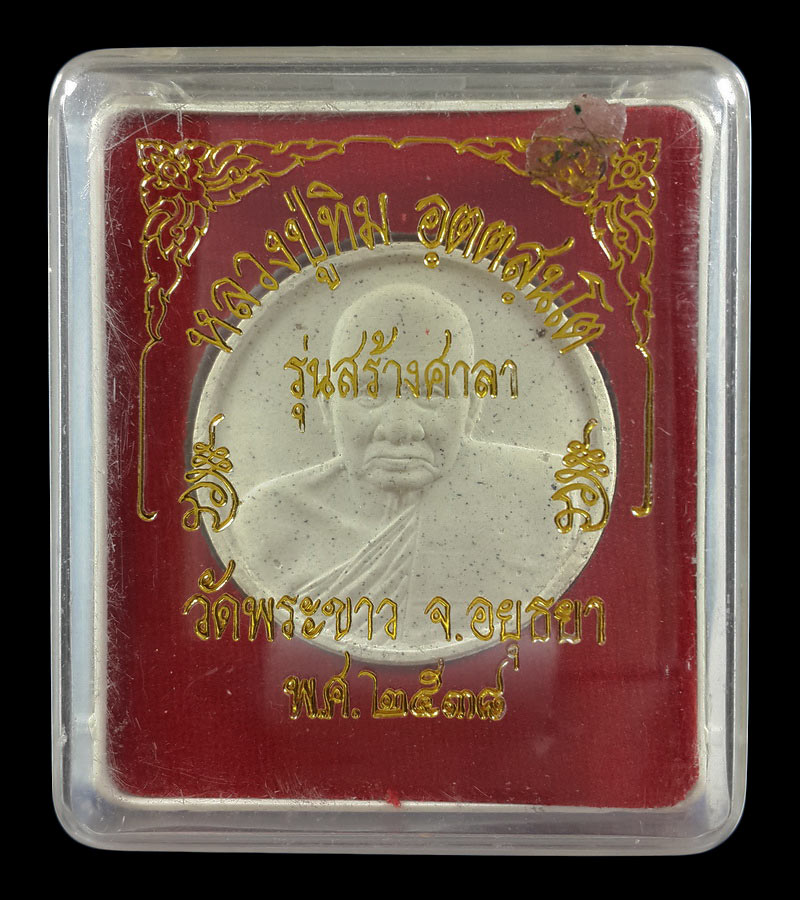 หลวงปู่ทิม อุตตสนฺโต
รุ่นสร้างศาลา
วัดพระขาว จ.อยุธยา
พ.ศ.๒๕๓๘